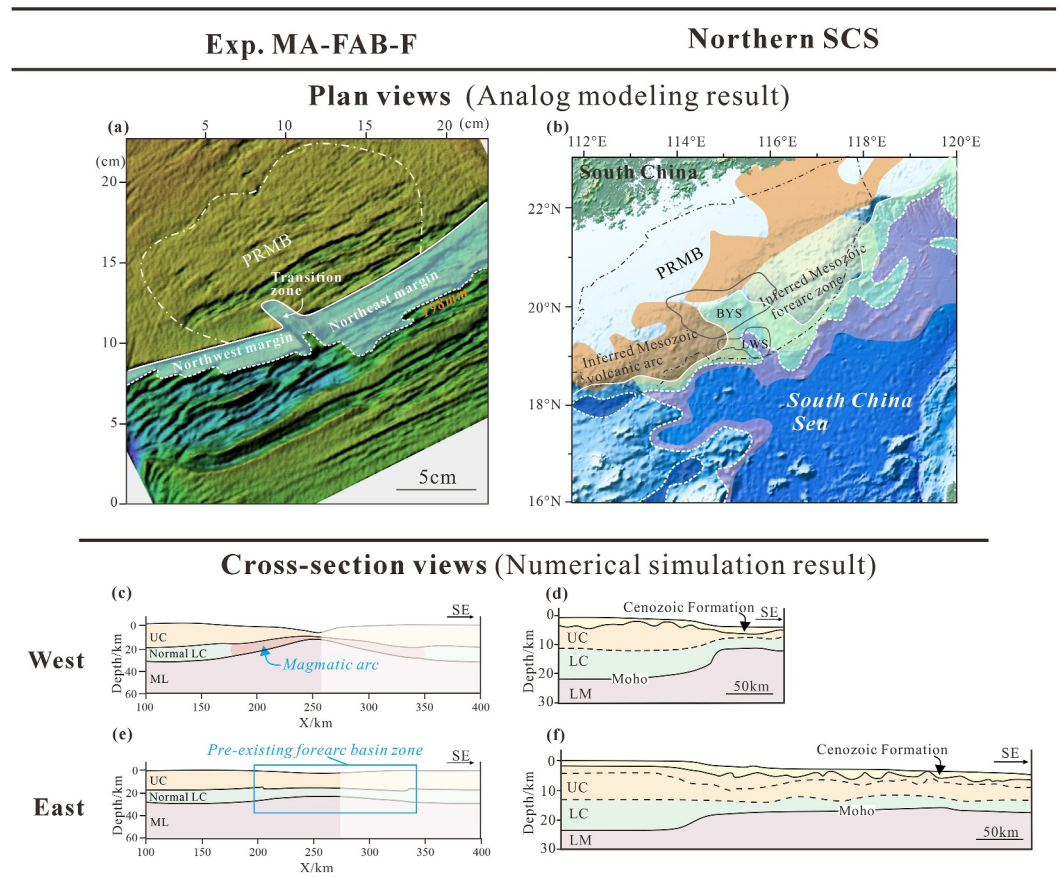 Exp. MA-FAB-F
Northern SCS
Plan views (Analog modeling result)
(a)
5 10 15 20 (cm)
(cm)
20
15
10
5
0
PRMB
Transition
zone
Northeast margin
198mm
Northwest margin
5cm
(b)
112°E 114°E 116°E 118°E 120°E
22°N
20°N
18°N
16°N
South China
PRMB
Inferred Mesozoic
forearc zone
BYS
LWS
Inferred Mesozoic
volcanic arc
South China
Sea
Cross-section views (Numerical simulation result)
West
(c)
SE
Depth/km
0
20
40
60
UC
Normal LC
ML
Magmatic arc
100 150 200 250 300 350 400
X/km
(d)
Cenozoic Formation
SE
Depth/km
0
10
20
30
UC
LC
Moho
LM
50km
East
(e)
Pre-existing forearc basin zone
SE
Depth/km
0
20
40
60
UC
Normal LC
ML
100 150 200 250 300 350 400
X/km
(f)
Cenozoic Formation
SE
Depth/km
0
10
20
30
UC
LC
Moho
LM
50km